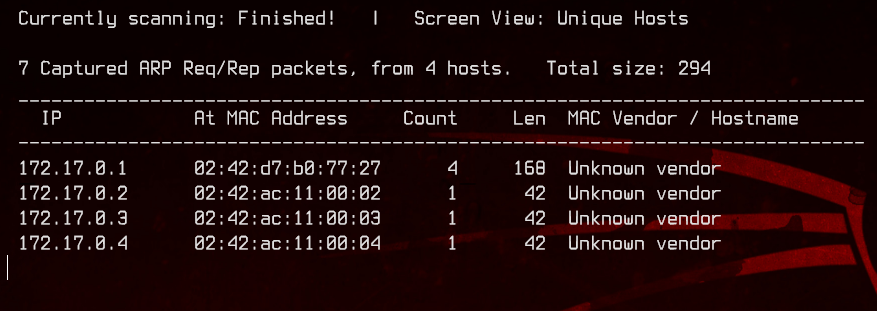 Currently scanning: Finished!   |   Screen View: Unique Hosts
7 Captured ARP Req/Rep packets, from 4 hosts.   Total size: 294
_____________________________________________________________________________
IP            At MAC Address     Count     Len  MAC Vendor / Hostname
-----------------------------------------------------------------------------
172.17.0.1      02:42:d7:b0:77:27      4     168  Unknown vendor
172.17.0.2      02:42:ac:11:00:02      1      42  Unknown vendor
172.17.0.3      02:42:ac:11:00:03      1      42  Unknown vendor
172.17.0.4      02:42:ac:11:00:04      1      42  Unknown vendor